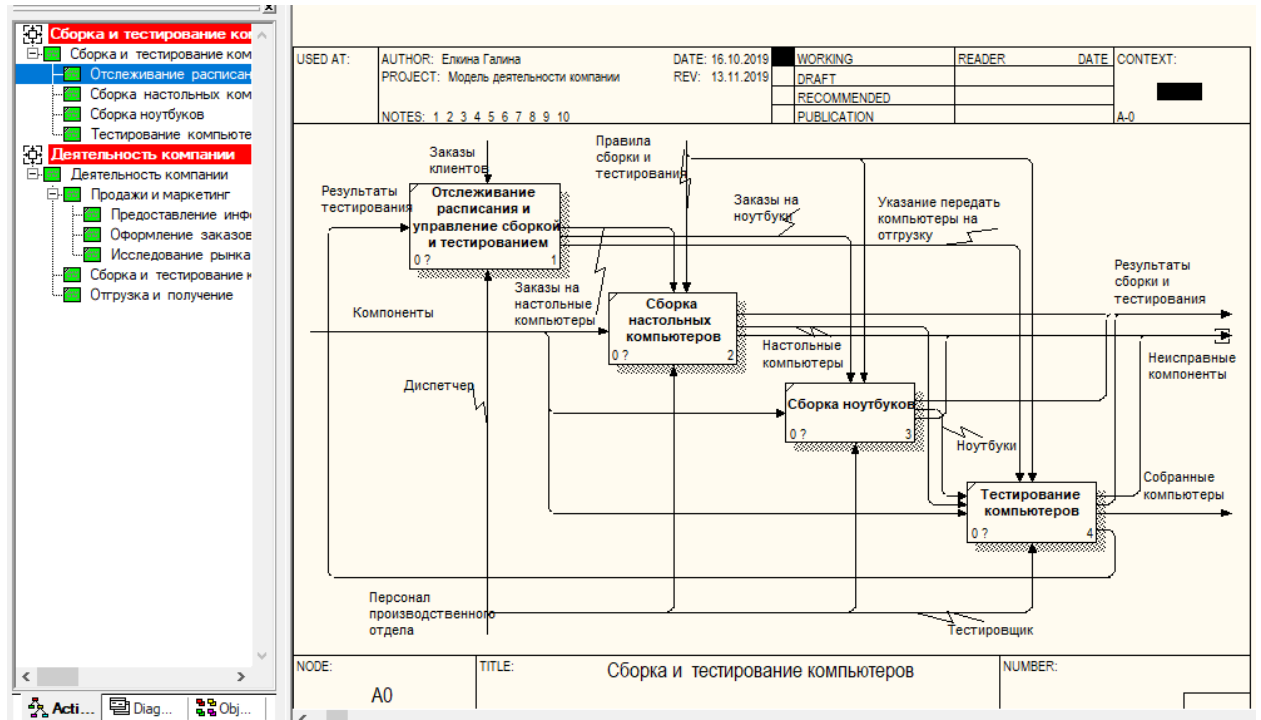 Сборка и тестирование ко
Сборка и тестирование ком
Отслеживание расписан
Сборка настольных ком
Сборка ноутбуков
Тестирование компьюте
Деятельность компании
Деятельность компании
Продажи и маркетинг
Предоставление инф
Оформление заказов
Исследование рынка
Сборка и тестирование к
Отгрузка и получение
Acti... Diag... Obj...
USED AT:
AUTHOR: Елкина Галина
DATE: 16.10.2019
WORKING
READER
DATE
CONTEXT:
PROJECT: Модель деятельности компании
REV: 13.11.2019
DRAFT
RECOMMENDED
NOTES: 1 2 3 4 5 6 7 8 9 10
PUBLICATION
A-0
Заказы
клиентов
Правила
сборки и
тестирования
Результаты
тестирования
Отслеживание
расписания и
управление сборкой
и тестированием
0 ? 1
Заказы на
ноутбуки
Указание передать
компьютеры на
отгрузку
Заказы на
настольные
компьютеры
Результаты
сборки и
тестирования
Компоненты
Сборка
настольных
компьютеров
0 ? 2
Настольные
компьютеры
Неисправные
компоненты
Диспетчер
Сборка ноутбуков
0 ? 3
Ноутбуки
Собранные
компьютеры
Тестирование
компьютеров
0 ? 4
Персонал
производственного
отдела
Тестировщик
NODE:
TITLE:
NUMBER:
Сборка и тестирование компьютеров
A0